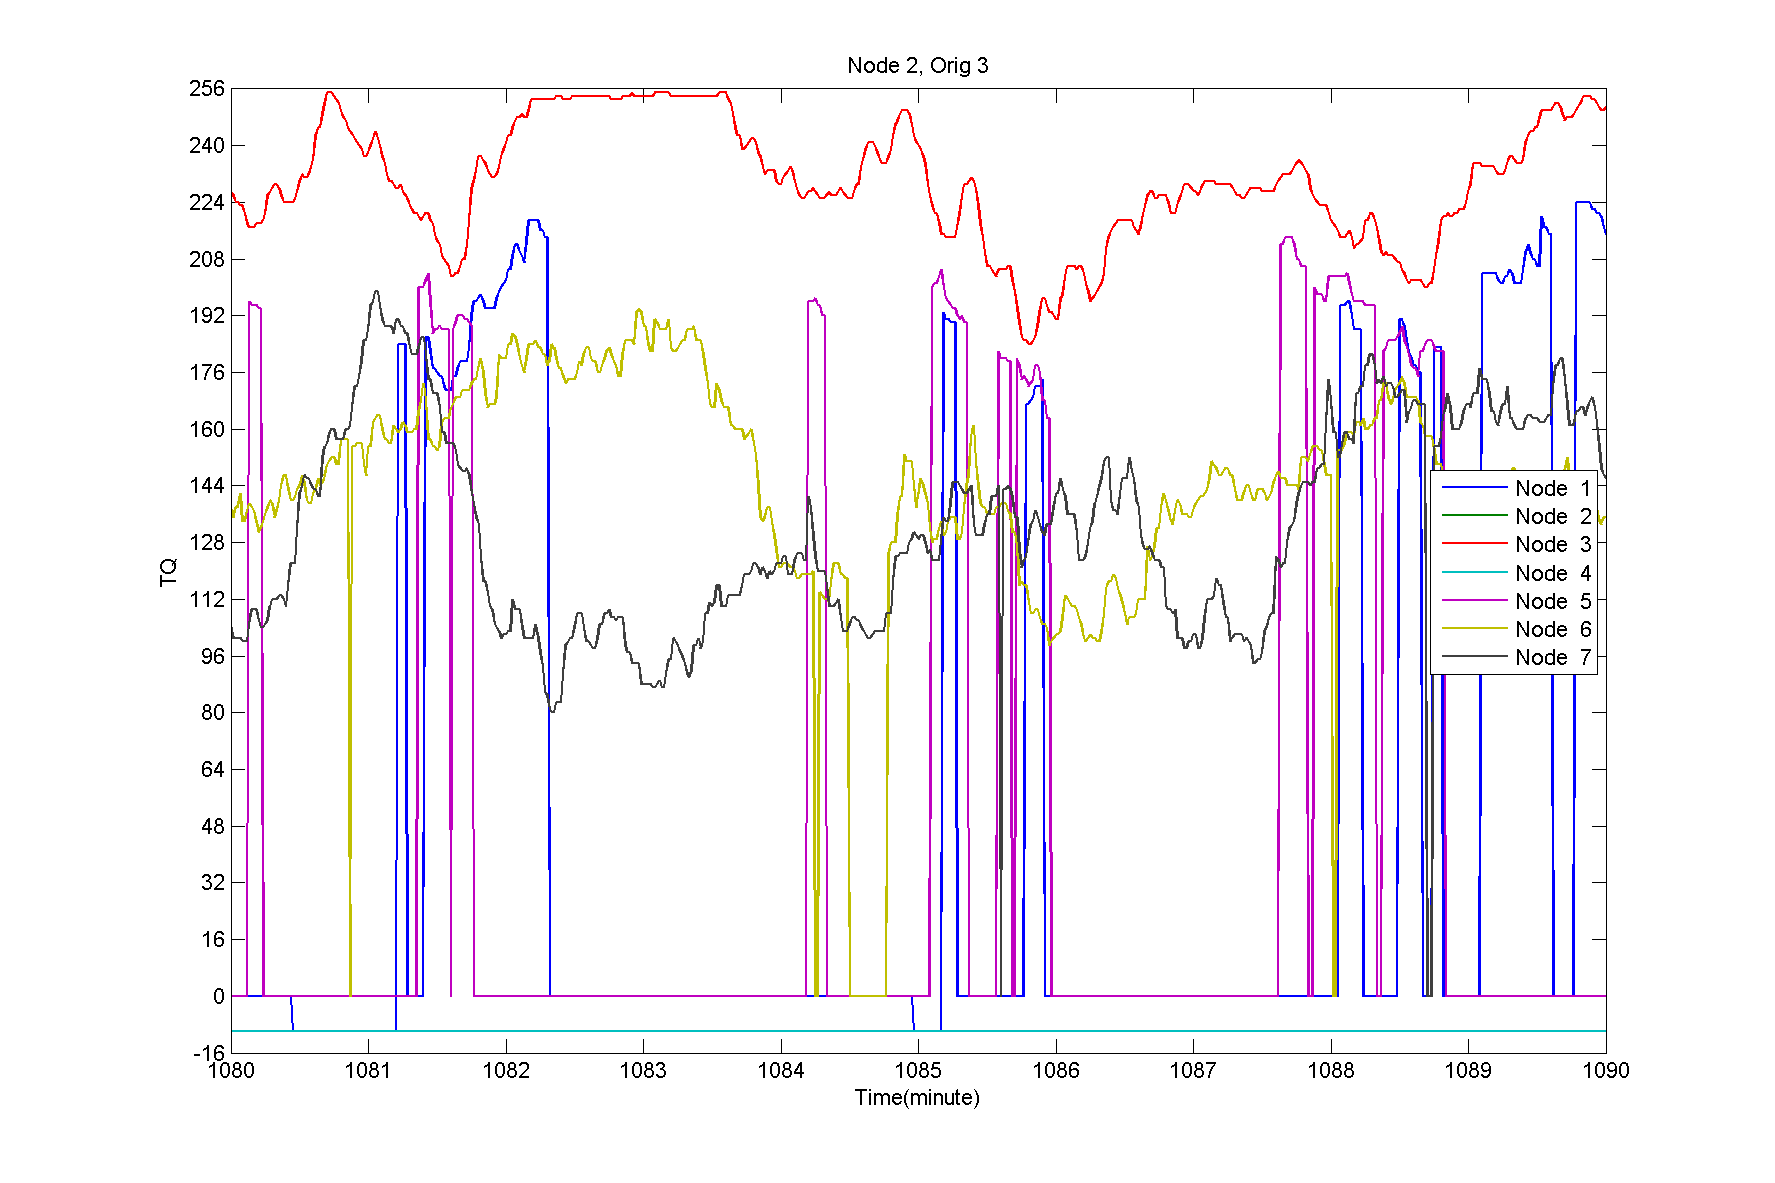 Node 2, Orig 3
256
240
224
208
192
176
160
144
128
112
96
80
64
48
32
16
0
-16
TQ
Node 1
Node 2
Node 3
Node 4
Node 5
Node 6
Node 7
1080 1081 1082 1083 1084 1085 1086 1087 1088 1089 1090
Time(minute)